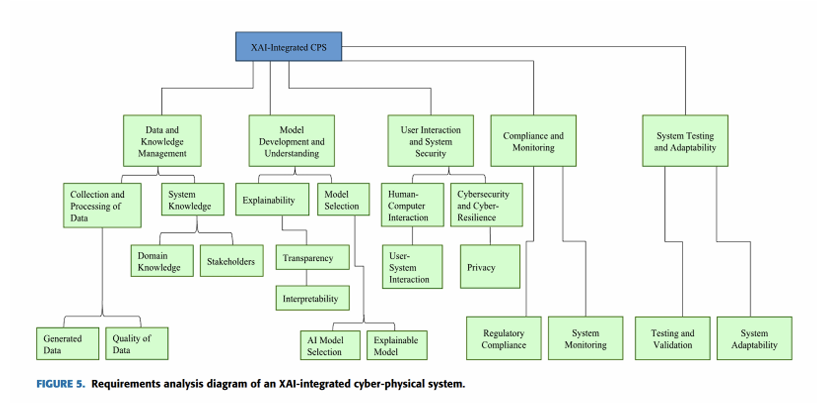 XAI-Integrated CPS
Data and
Knowledge
Management
Model
Development and
Understanding
User Interaction
and System
Security
Compliance and
Monitoring
System Testing
and Adaptability
Collection and
Processing of
Data
System
Knowledge
Explainability
Model
Selection
Human-
Computer
Interaction
Cybersecurity
and Cyber-
Resilience
Domain
Knowledge
Stakeholders
Transparency
User-
System
Interaction
Privacy
Interpretability
Generated
Data
Quality of
Data
AI Model
Selection
Explainable
Model
Regulatory
Compliance
System
Monitoring
Testing and
Validation
System
Adaptability
FIGURE 5. Requirements analysis diagram of an XAI-integrated cyber-physical system.